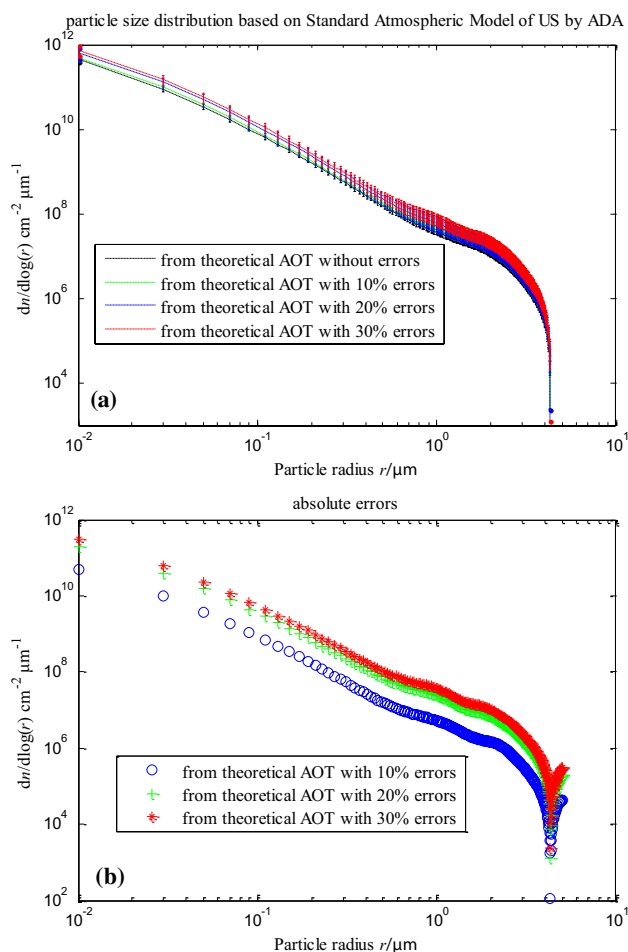 particle size distribution based on Standard Atmospheric Model of US by ADA
10^12
10^10
10^8
10^6
10^4
dn/dlog(r) cm^-2 μm^-1
from theoretical AOT without errors
from theoretical AOT with 10% errors
from theoretical AOT with 20% errors
from theoretical AOT with 30% errors
(a)
10^-2 10^-1 10^0 10^1
Particle radius r/μm
absolute errors
10^12
10^10
10^8
10^6
10^4
10^2
dn/dlog(r) cm^-2 μm^-1
from theoretical AOT with 10% errors
from theoretical AOT with 20% errors
from theoretical AOT with 30% errors
(b)
10^-2 10^-1 10^0 10^1
Particle radius r/μm